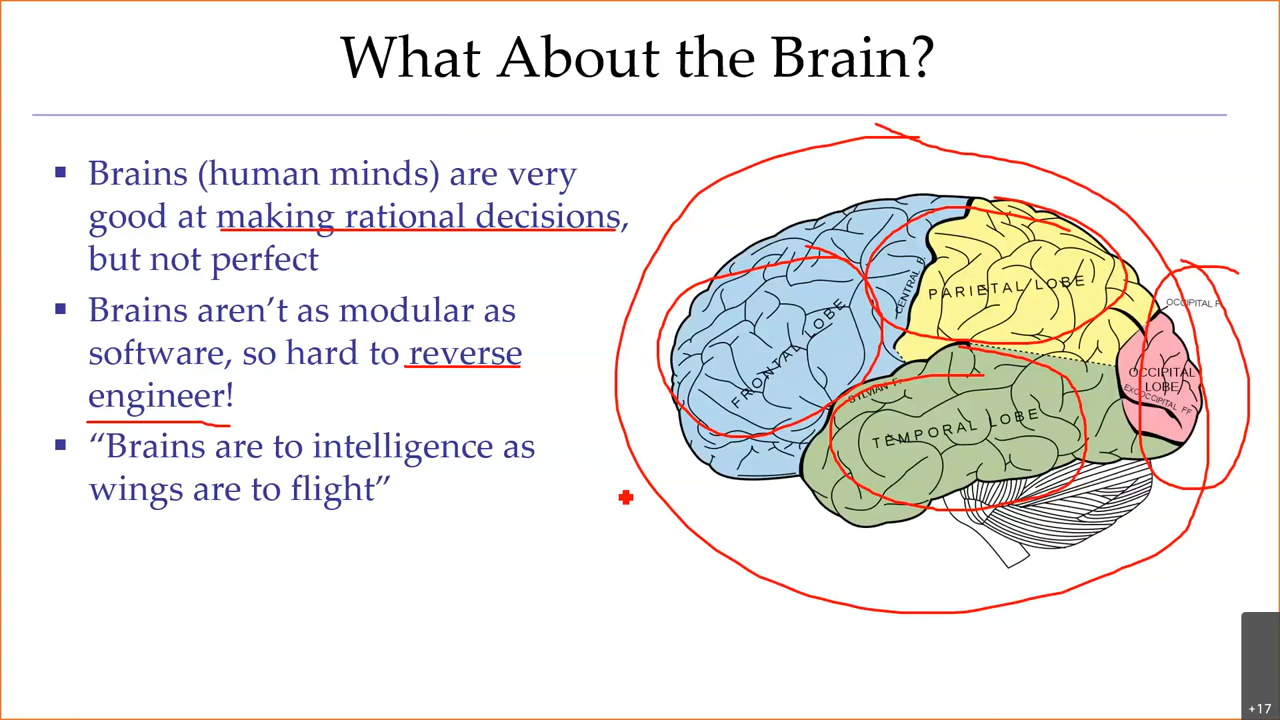 What About the Brain?
Brains (human minds) are very
good at making rational decisions,
but not perfect
Brains aren’t as modular as
software, so hard to reverse
engineer!
“Brains are to intelligence as
wings are to flight”
FRONTAL LOBE
CENTRAL
PARIETAL LOBE
OCCIPITAL F
OCCIPITAL
LOBE
EXOCCIPITAL FF
SYLVIAN F
TEMPORAL LOBE
+17